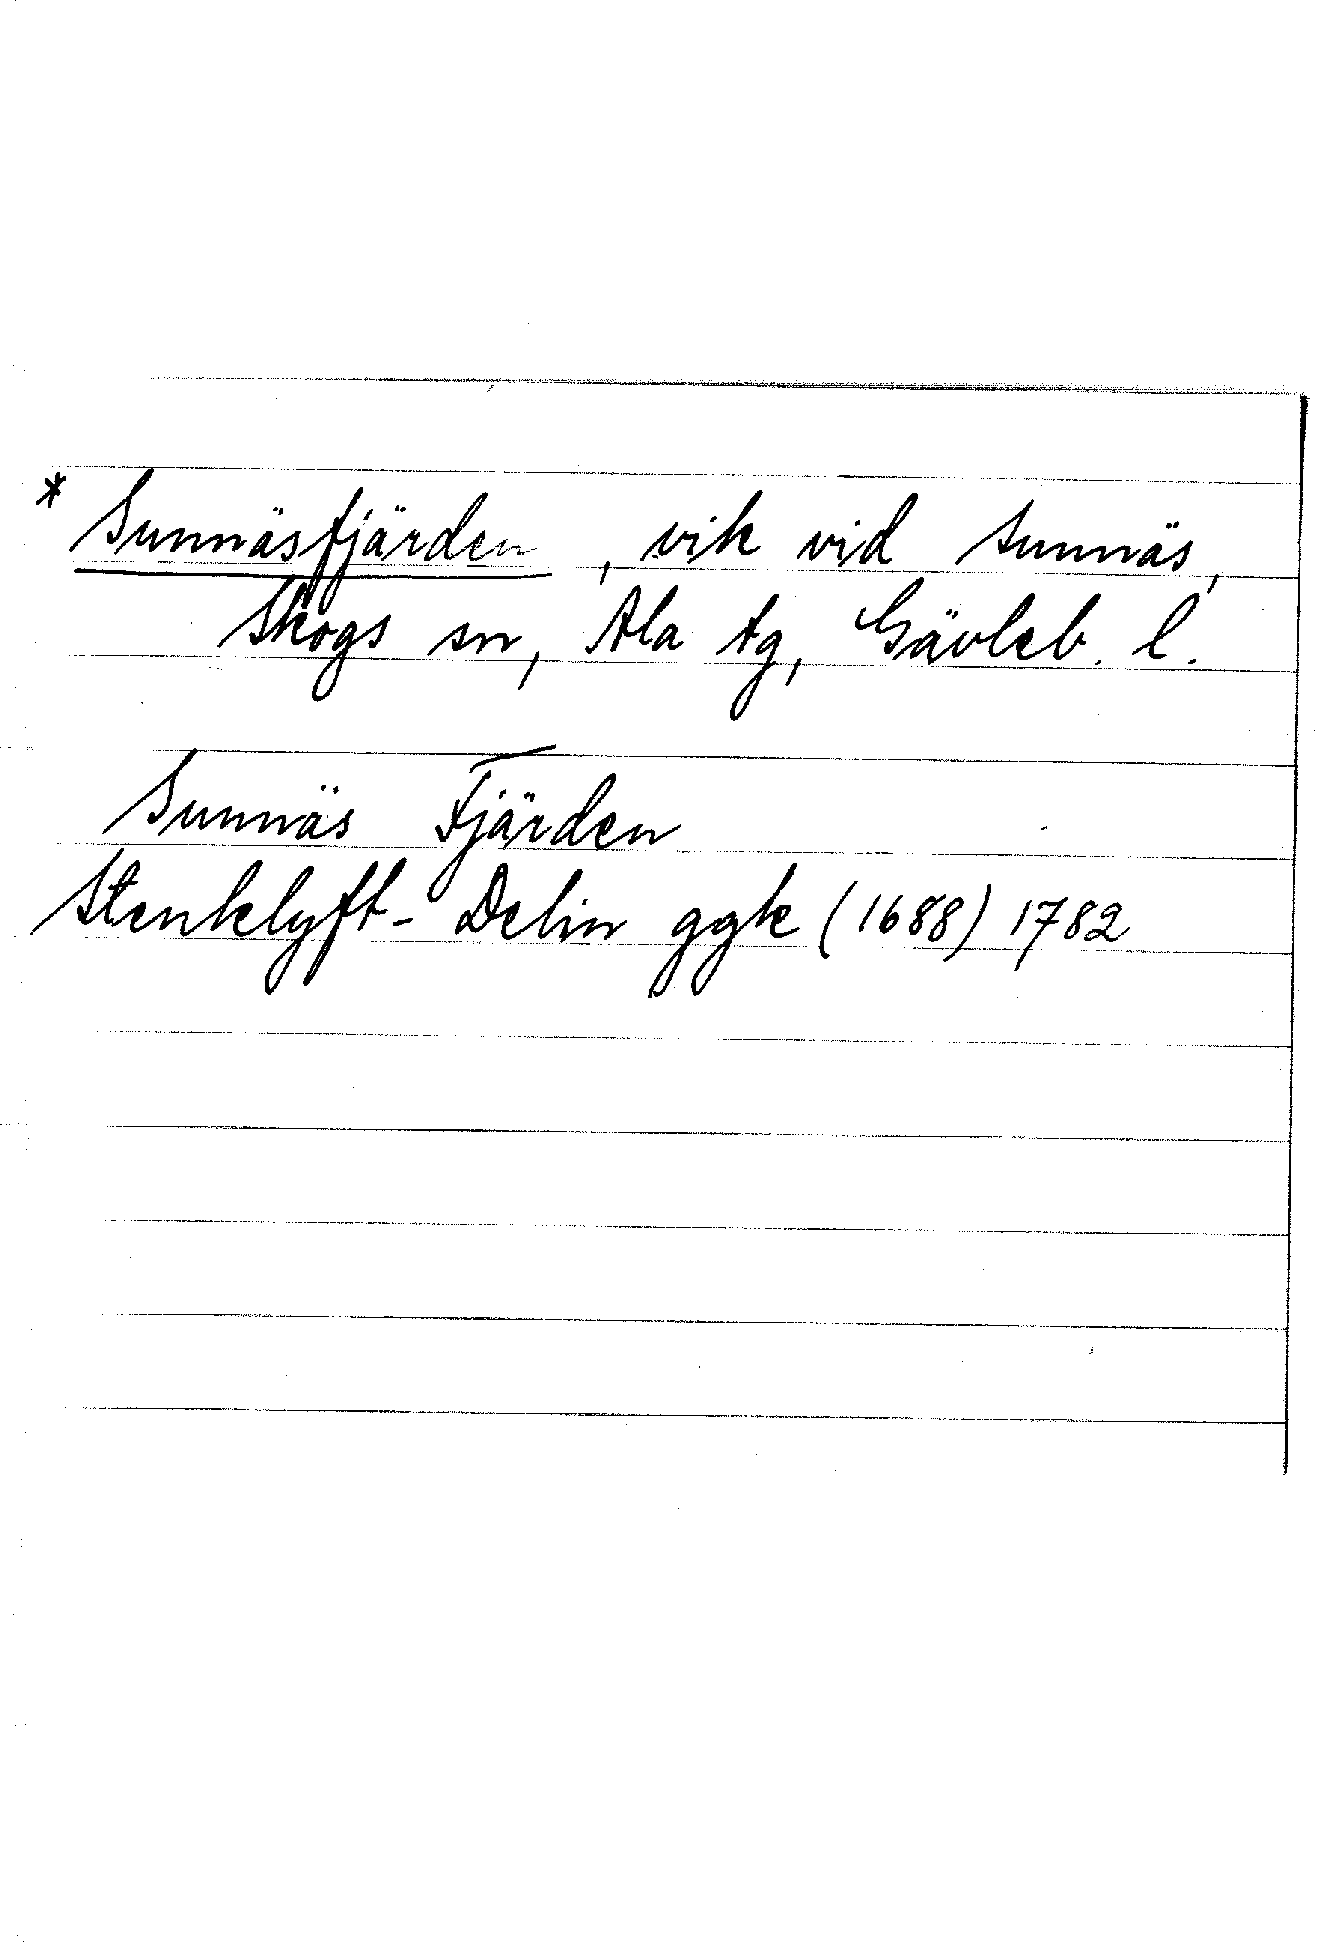 * Sunnäsfjärden, vik vid Sunnäs,
Skogs sn, Ala tg, Gävleb. l.
Sunnäs Fjärden
Stenklyft-Delin ggk (1688) 1782